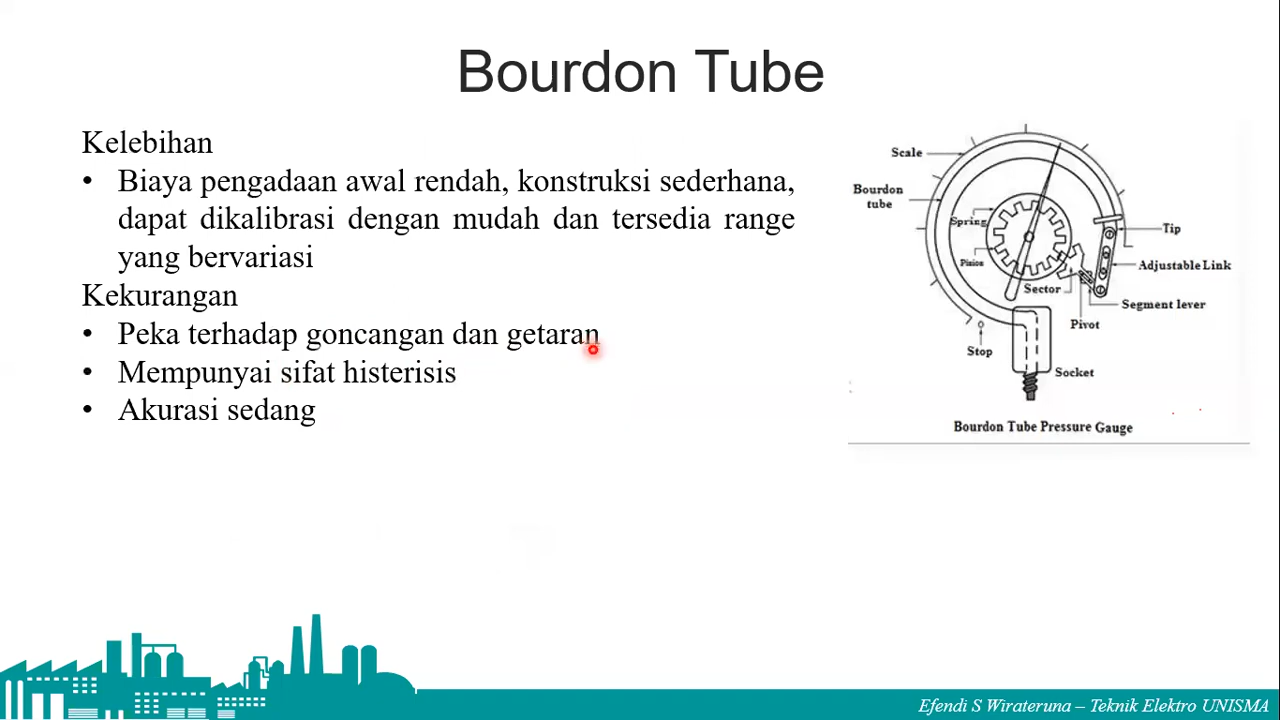 Bourdon Tube
Kelebihan
• Biaya pengadaan awal rendah, konstruksi sederhana,
dapat dikalibrasi dengan mudah dan tersedia range
yang bervariasi
Kekurangan
• Peka terhadap goncangan dan getaran
• Mempunyai sifat histerisis
• Akurasi sedang
Scale
Bourdon
tube
Spring
Pinion
Sector
Tip
Adjustable Link
Segment lever
Pivot
Stop
Socket
Bourdon Tube Pressure Gauge
Efendi S Wirateruna – Teknik Elektro UNISMA